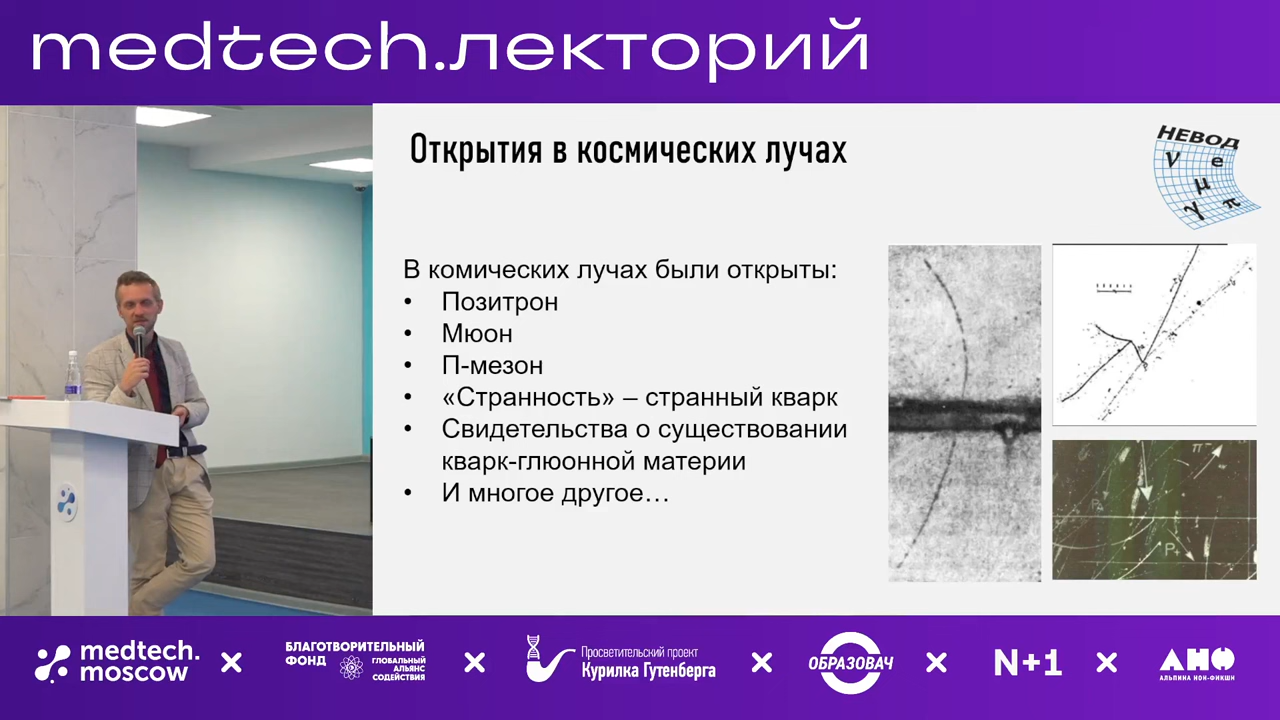 medtech.лекторий
Открытия в космических лучах
НЕВОД
ν e
μ
γ π
В комических лучах были открыты:
• Позитрон
• Мюон
• П-мезон
• «Странность» – странный кварк
• Свидетельства о существовании
кварк-глюонной материи
• И многое другое…
π⁻
P₊
medtech.
moscow
БЛАГОТВОРИТЕЛЬНЫЙ
ФОНД
ГЛОБАЛЬНЫЙ
АЛЬЯНС
СОДЕЙСТВИЯ
Просветительский проект
Курилка Гутенберга
ОБРАЗОВАЧ
N+1
АНФ
АЛЬПИНА НОН-ФИКШН